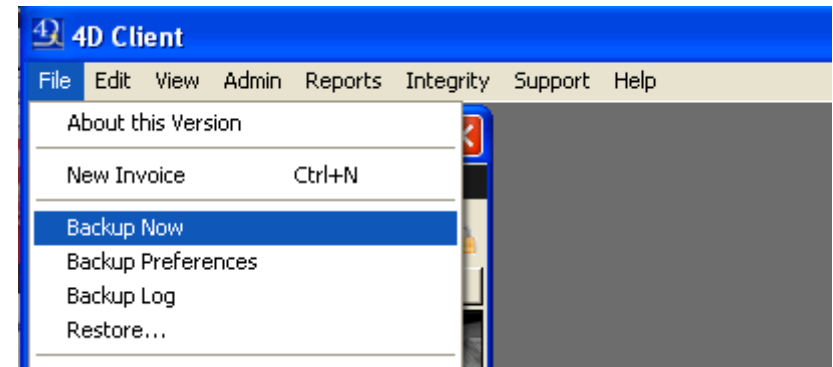 4D Client
File Edit View Admin Reports Integrity Support Help
About this Version
New Invoice Ctrl+N
Backup Now
Backup Preferences
Backup Log
Restore...